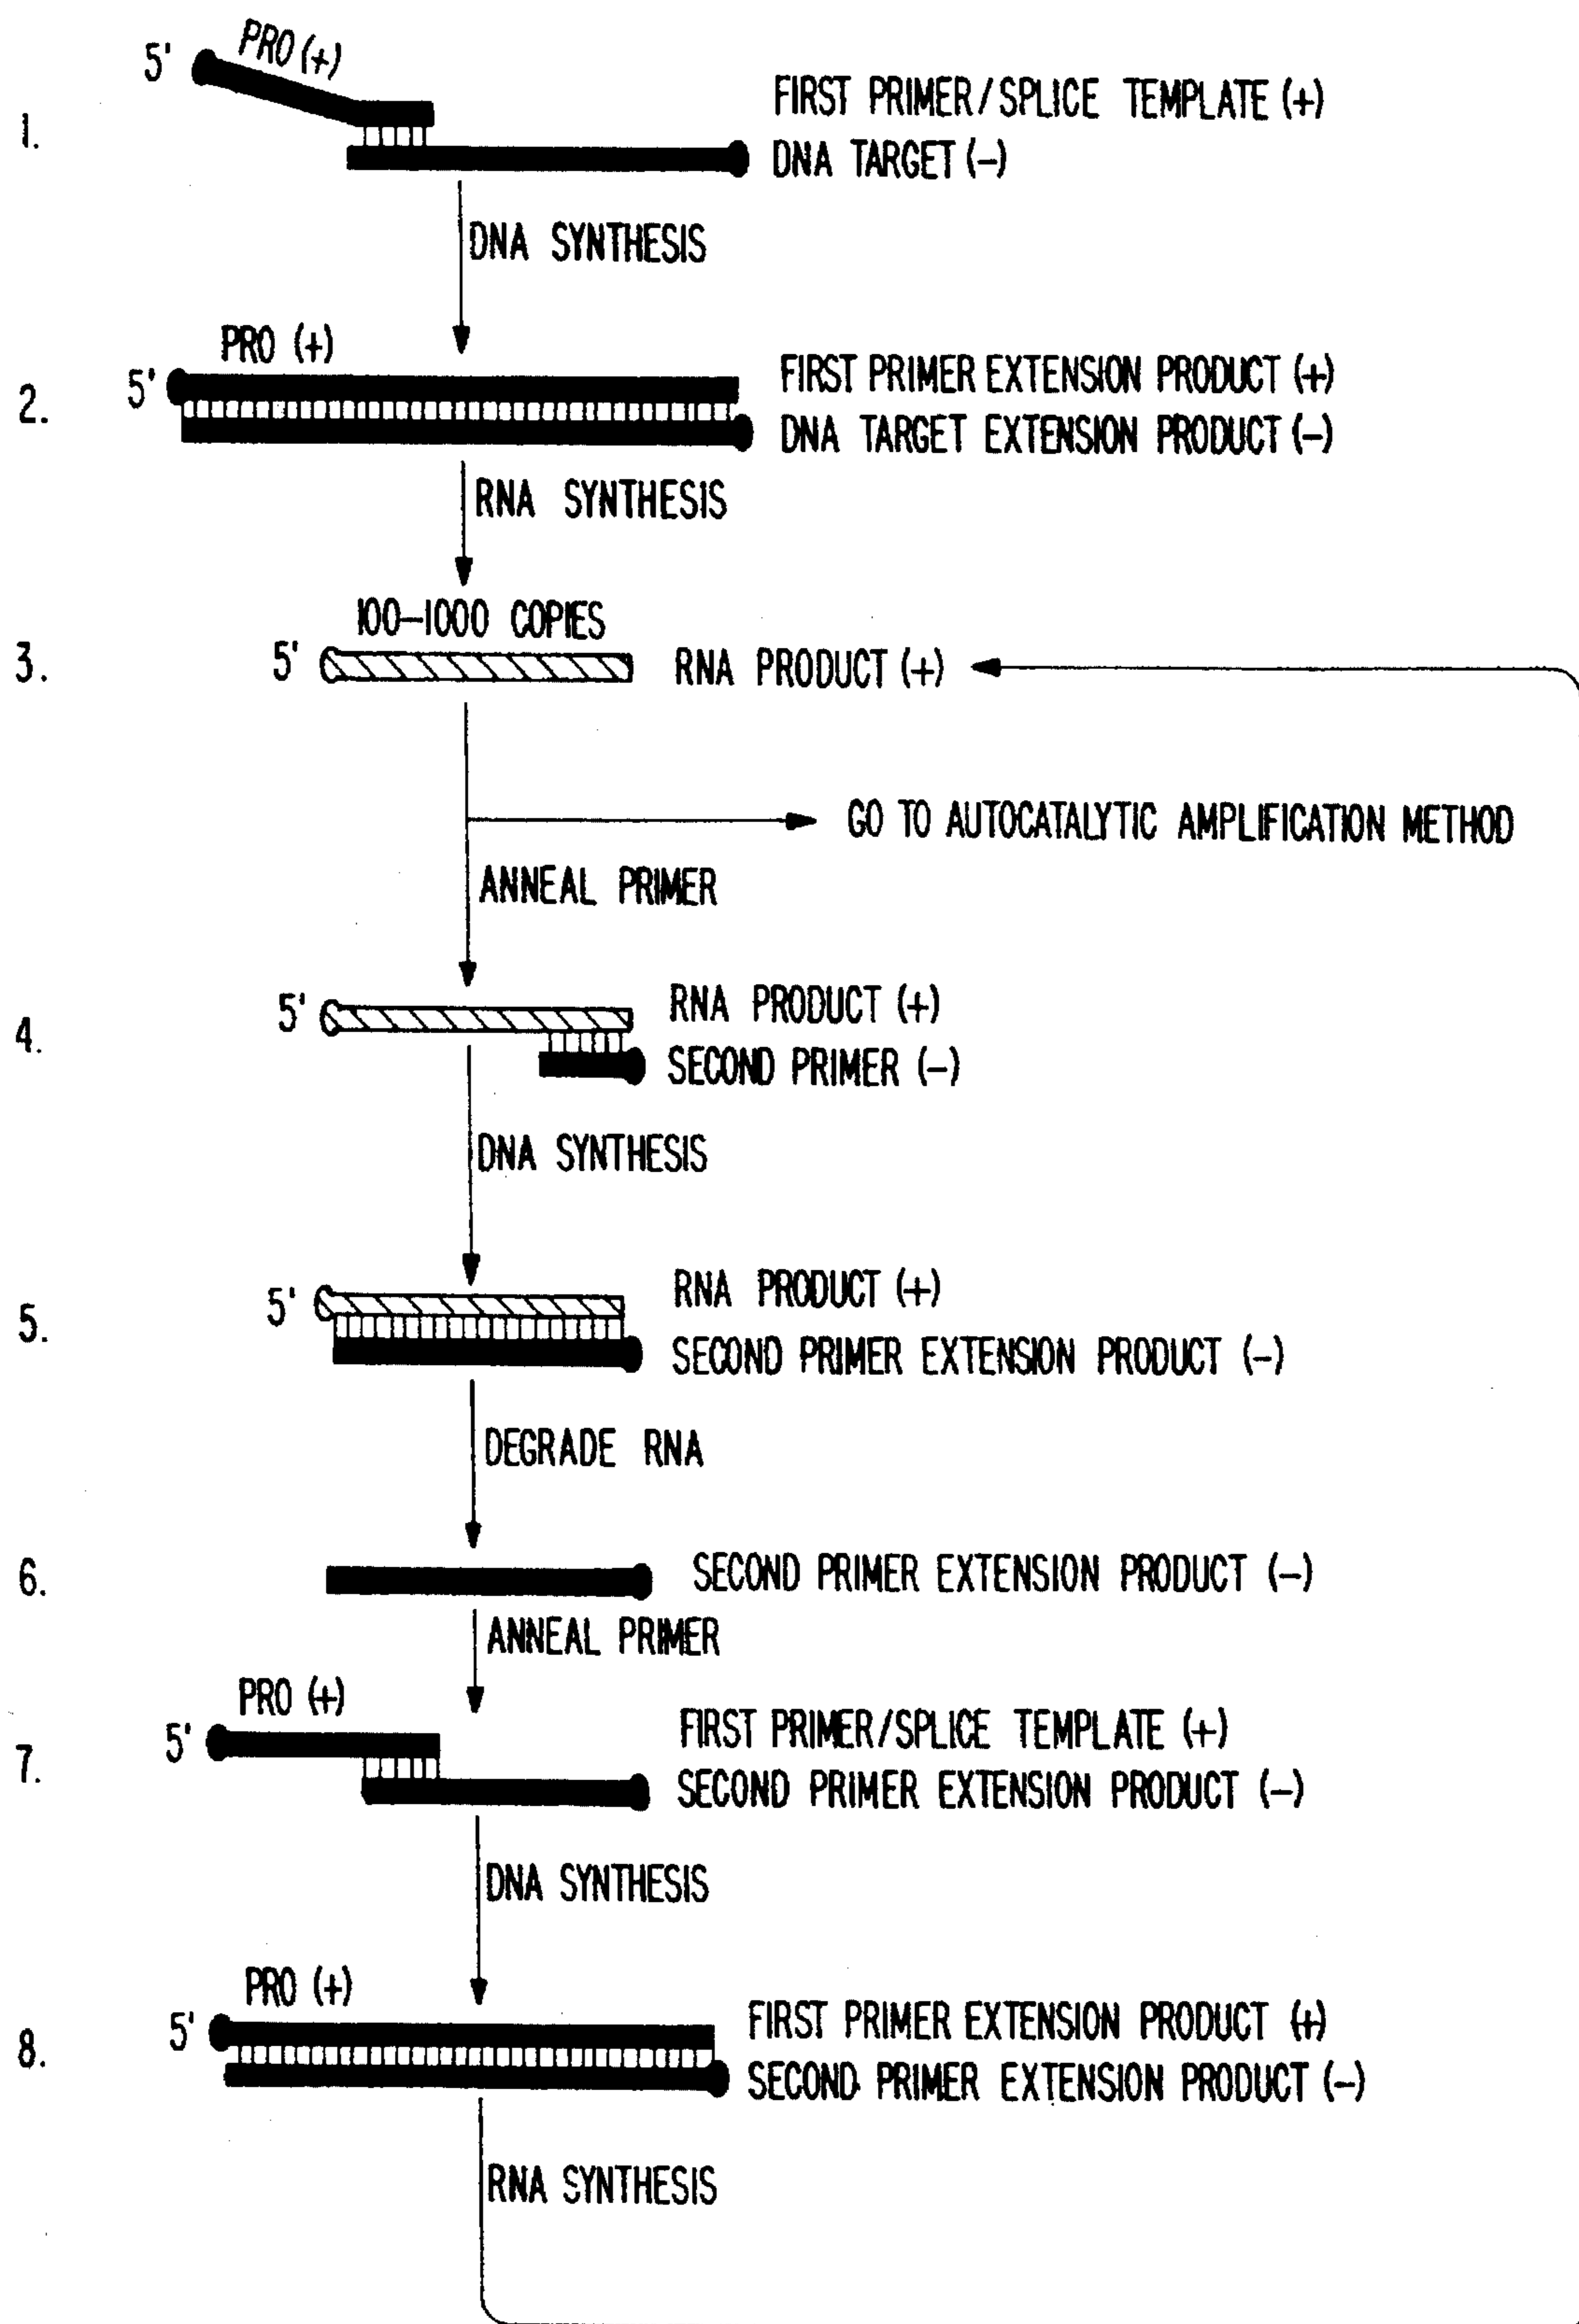 5' PRO (+)
1.
FIRST PRIMER/SPLICE TEMPLATE (+)
DNA TARGET (−)
DNA SYNTHESIS
PRO (+)
2.
5'
FIRST PRIMER EXTENSION PRODUCT (+)
DNA TARGET EXTENSION PRODUCT (−)
RNA SYNTHESIS
100–1000 COPIES
3.
5'
RNA PRODUCT (+)
GO TO AUTOCATALYTIC AMPLIFICATION METHOD
ANNEAL PRIMER
4.
5'
RNA PRODUCT (+)
SECOND PRIMER (−)
DNA SYNTHESIS
5.
5'
RNA PRODUCT (+)
SECOND PRIMER EXTENSION PRODUCT (−)
DEGRADE RNA
6.
SECOND PRIMER EXTENSION PRODUCT (−)
ANNEAL PRIMER
PRO (+)
7.
5'
FIRST PRIMER/SPLICE TEMPLATE (+)
SECOND PRIMER EXTENSION PRODUCT (−)
DNA SYNTHESIS
PRO (+)
8.
5'
FIRST PRIMER EXTENSION PRODUCT (+)
SECOND PRIMER EXTENSION PRODUCT (−)
RNA SYNTHESIS